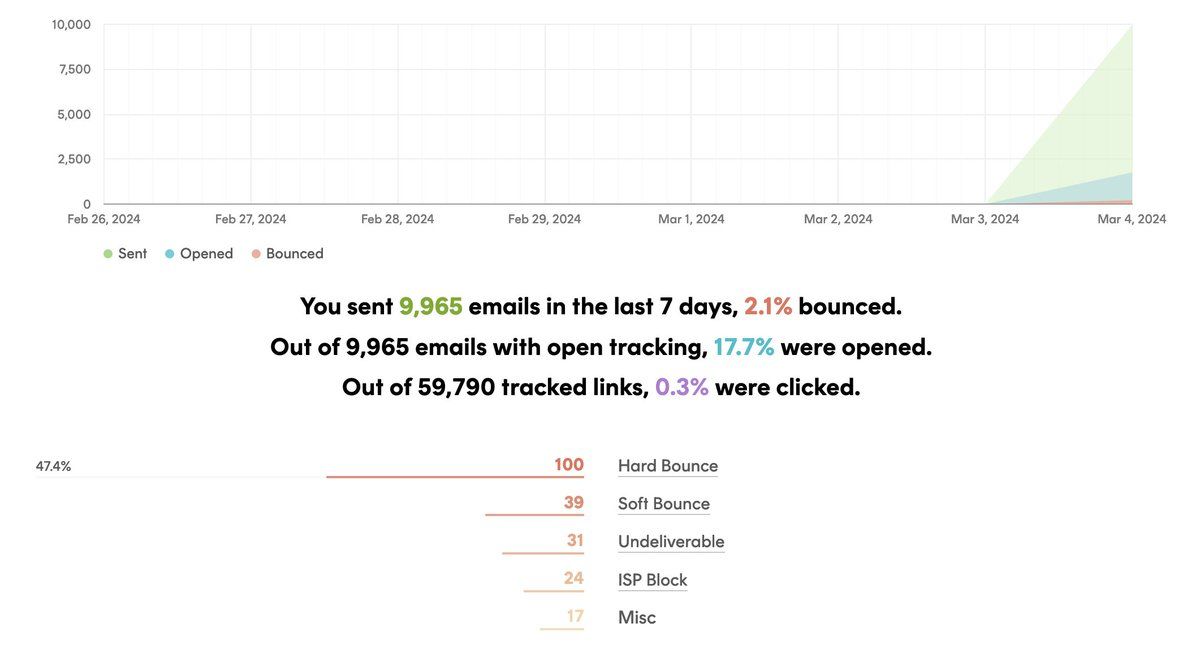 10,000
7,500
5,000
2,500
0
Feb 26, 2024 Feb 27, 2024 Feb 28, 2024 Feb 29, 2024 Mar 1, 2024 Mar 2, 2024 Mar 3, 2024 Mar 4, 2024
Sent Opened Bounced
You sent 9,965 emails in the last 7 days, 2.1% bounced.
Out of 9,965 emails with open tracking, 17.7% were opened.
Out of 59,790 tracked links, 0.3% were clicked.
47.4% 100 Hard Bounce
39 Soft Bounce
31 Undeliverable
24 ISP Block
17 Misc